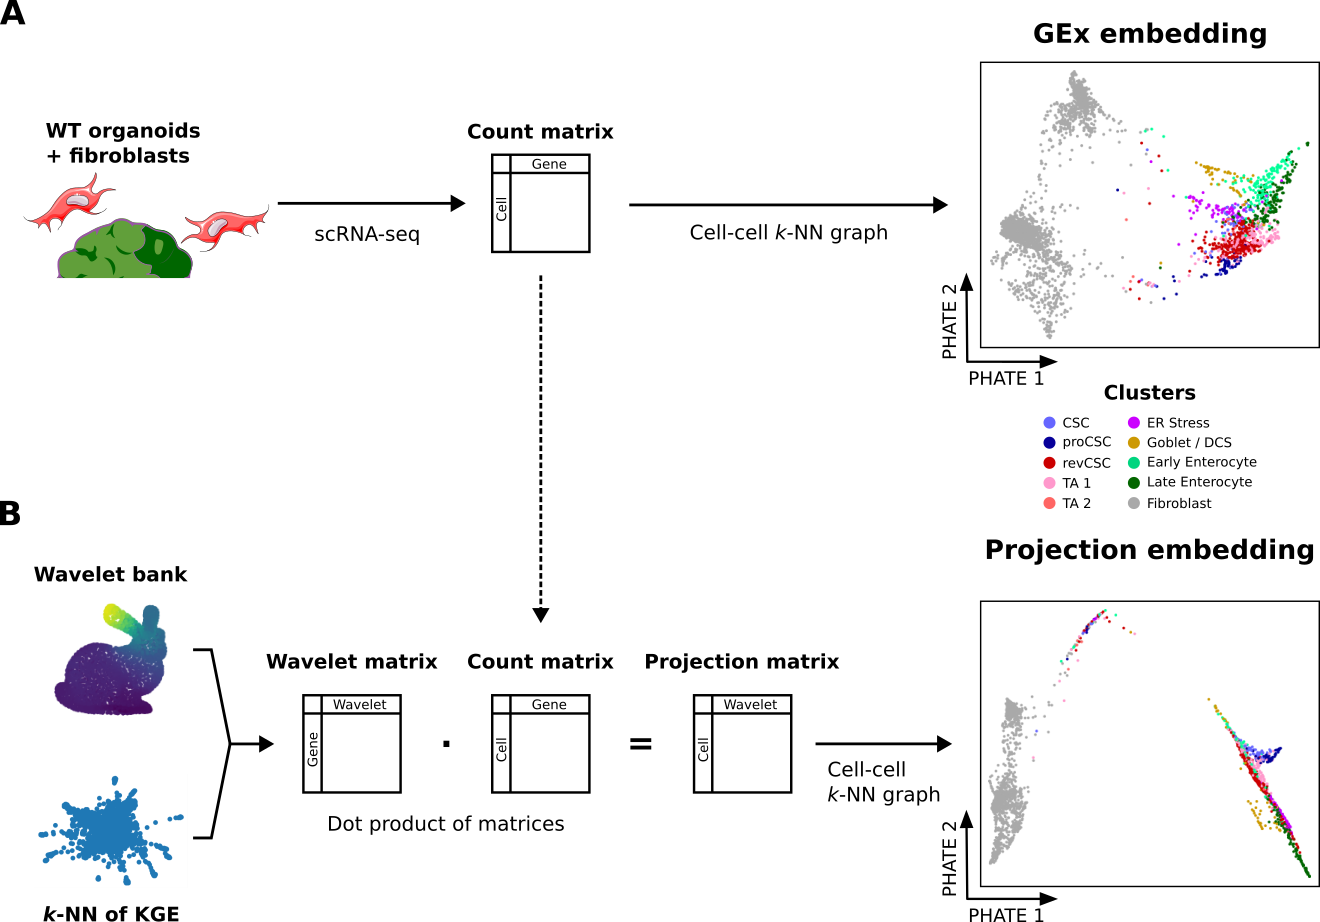 A
GEx embedding
WT organoids
+ fibroblasts
Count matrix
Gene
Cell
scRNA-seq
Cell-cell k-NN graph
PHATE 2
PHATE 1
Clusters
CSC
ER Stress
proCSC
Goblet / DCS
revCSC
Early Enterocyte
TA 1
Late Enterocyte
TA 2
Fibroblast
B
Projection embedding
Wavelet bank
Wavelet matrix
Count matrix
Projection matrix
Wavelet
Gene
·
Gene
Cell
=
Wavelet
Cell
Cell-cell
k-NN graph
Dot product of matrices
PHATE 2
PHATE 1
k-NN of KGE